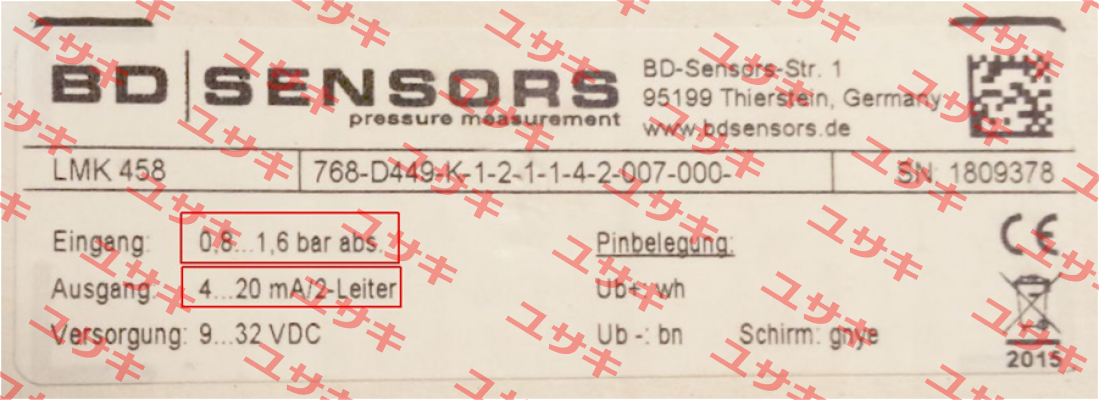 BD SENSORS
pressure measurement
BD-Sensors-Str. 1
95199 Thierstein, Germany
www.bdsensors.de
LMK 458 768-D449-K-1-2-1-1-4-2-007-000- SN: 1809378
Eingang: 0,8...1,6 bar abs.
Ausgang: 4...20 mA/2-Leiter
Versorgung: 9...32 VDC
Pinbelegung:
Ub+: wh
Ub -: bn Schirm: gnye
CE
2015
ユサキ